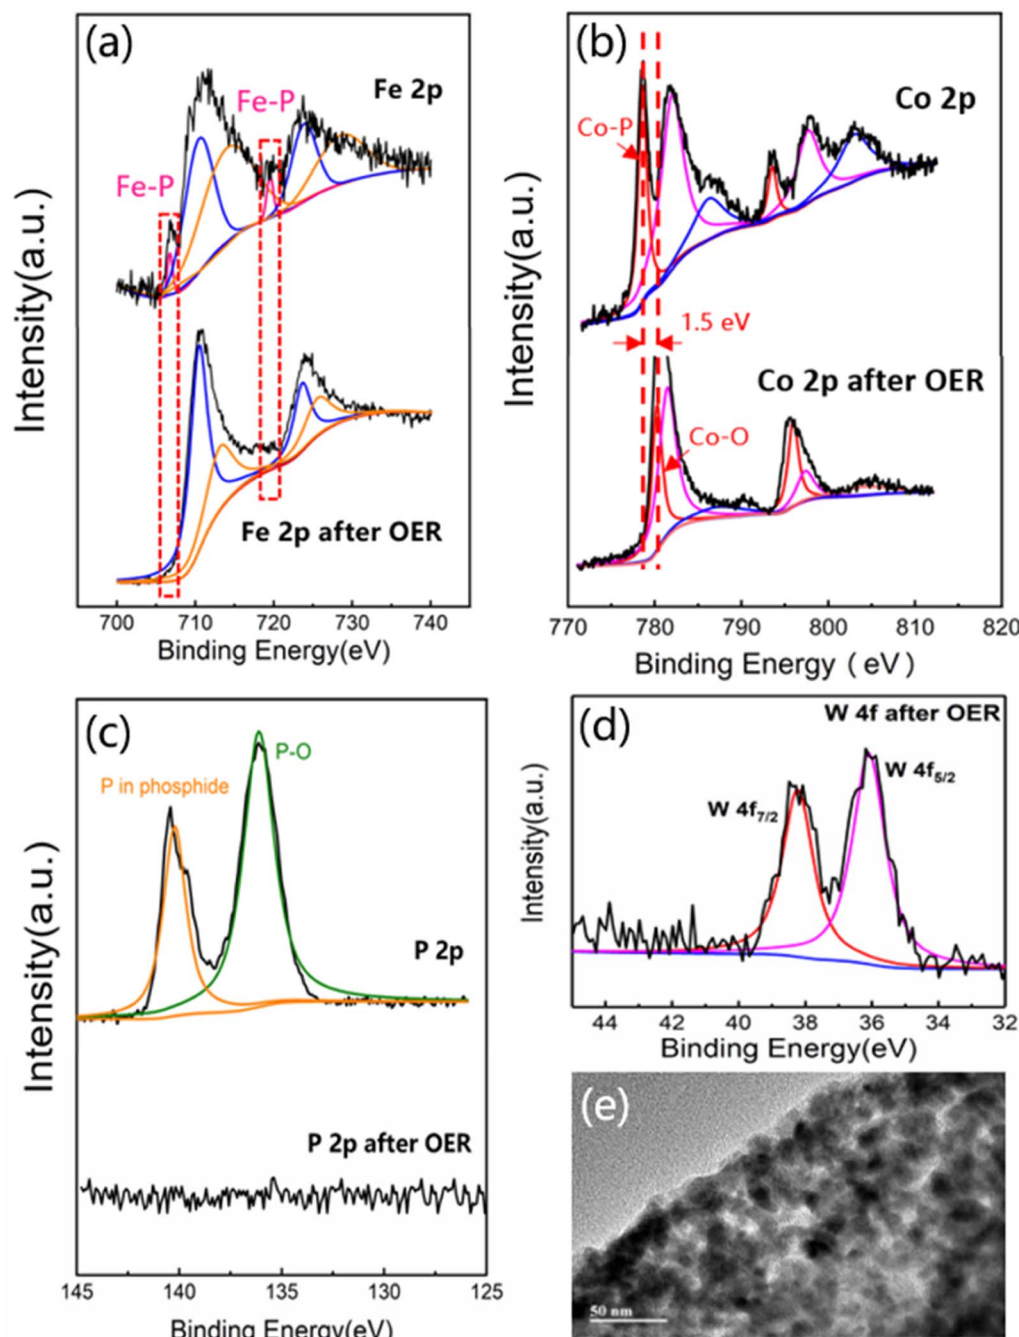 (a)
Fe 2p
Fe-P
Fe-P
Fe 2p after OER
Intensity(a.u.)
700 710 720 730 740
Binding Energy(eV)
(b)
Co 2p
Co-P
1.5 eV
Co 2p after OER
Co-O
Intensity(a.u.)
770 780 790 800 810 820
Binding Energy (eV)
(c)
P-O
P in phosphide
P 2p
P 2p after OER
Intensity(a.u.)
145 140 135 130 125
Binding Energy(eV)
(d)
W 4f after OER
W 4f5/2
W 4f7/2
Intensity(a.u.)
44 42 40 38 36 34 32
Binding Energy(eV)
(e)
50 nm